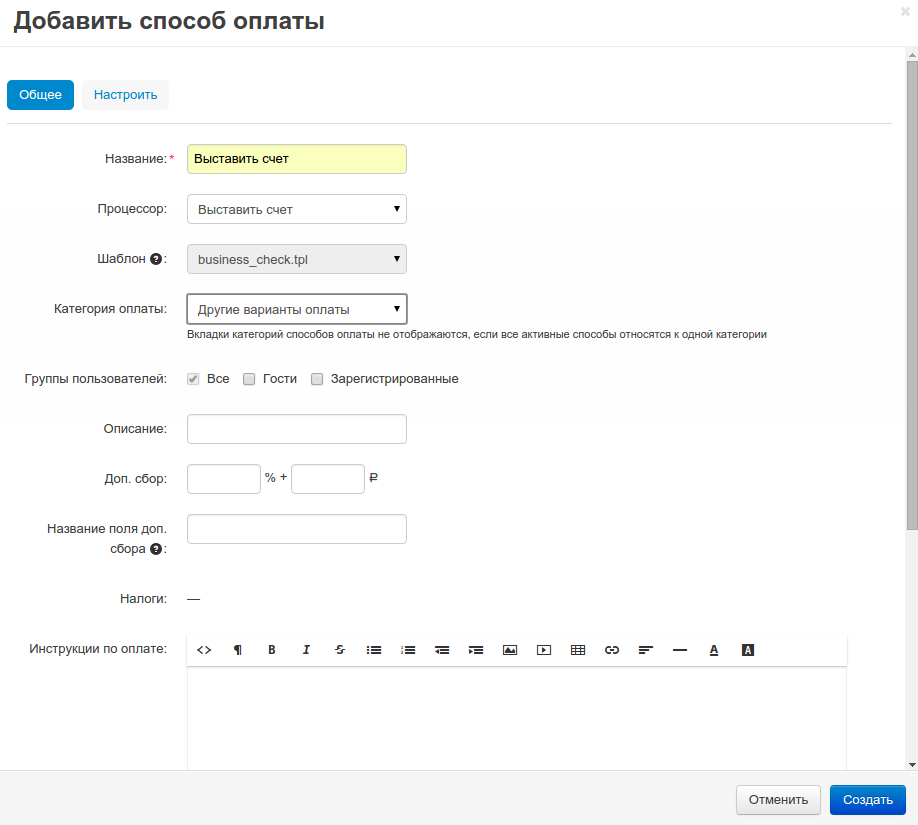 Добавить способ оплаты
Общее Настроить
Название:* Выставить счет
Процессор: Выставить счет
Шаблон ?: business_check.tpl
Категория оплаты: Другие варианты оплаты
Вкладки категорий способов оплаты не отображаются, если все активные способы относятся к одной категории
Группы пользователей: Все Гости Зарегистрированные
Описание:
Доп. сбор: % + ₽
Название поля доп.
сбора ?:
Налоги: —
Инструкции по оплате:
Отменить Создать